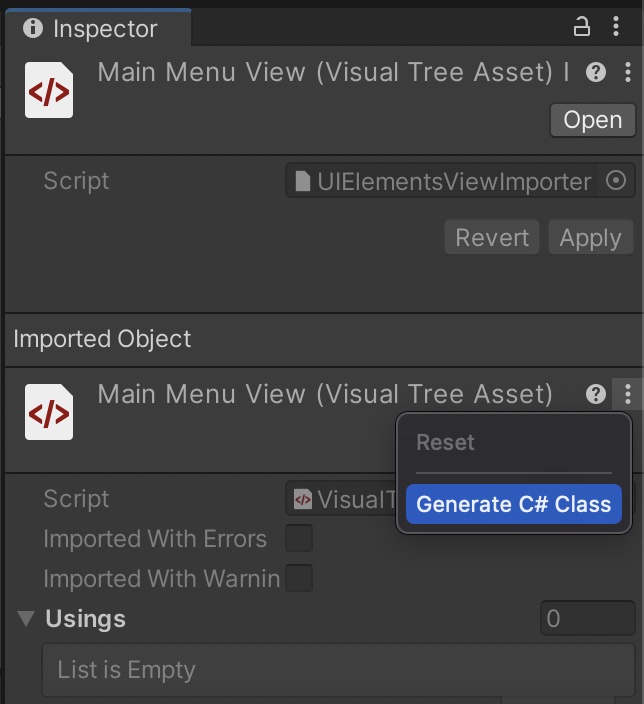 Inspector
Main Menu View (Visual Tree Asset) I
Open
Script
UIElementsViewImporter
Revert
Apply
Imported Object
Main Menu View (Visual Tree Asset)
Reset
Script
VisualT
Generate C# Class
Imported With Errors
Imported With Warnin
Usings
0
List is Empty